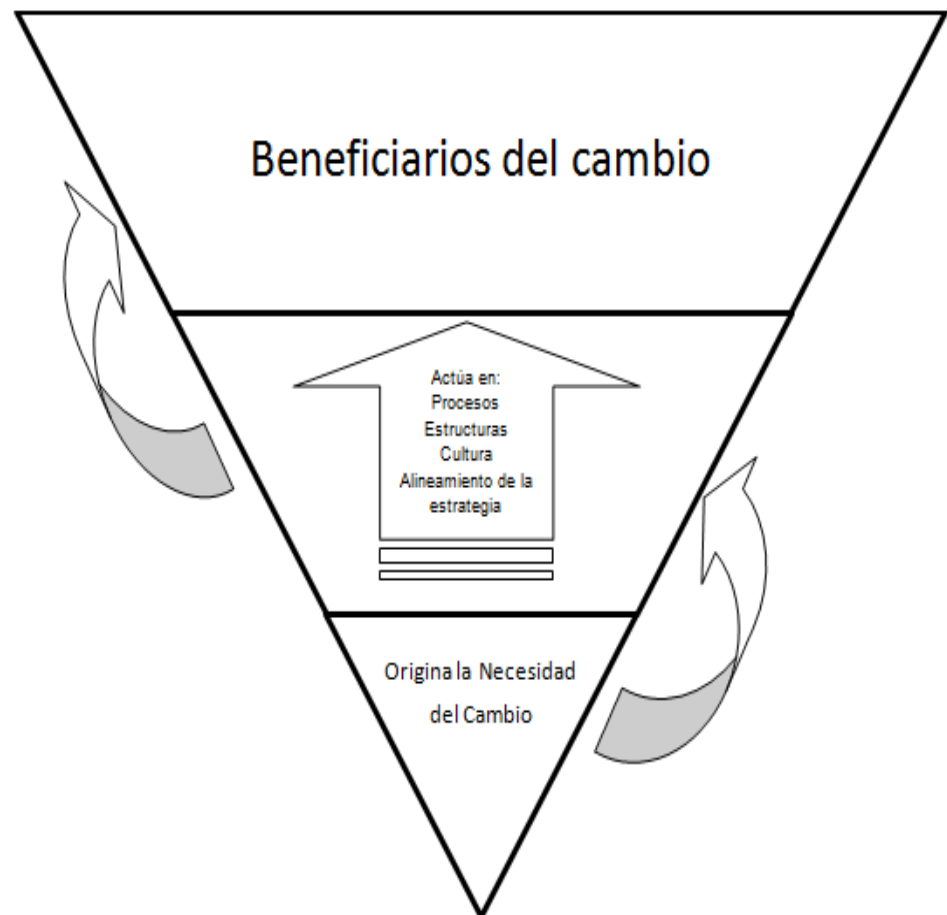 Beneficiarios del cambio
Actúa en:
Procesos
Estructuras
Cultura
Alineamiento de la
estrategia
Origina la Necesidad
del Cambio